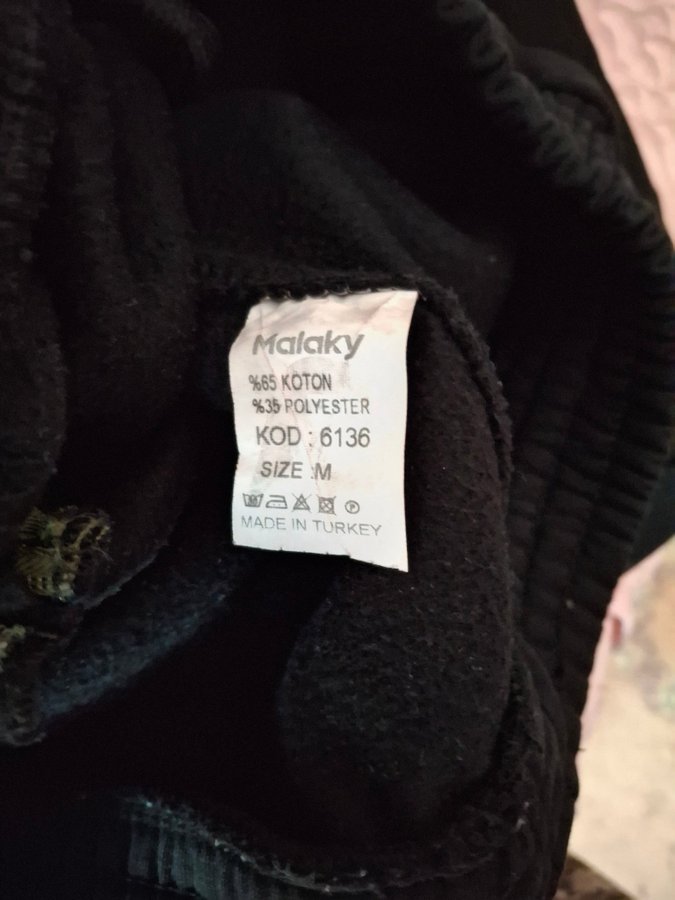 Malaky
%65 KOTON
%35 POLYESTER
KOD : 6136
SIZE :M
P
MADE IN TURKEY